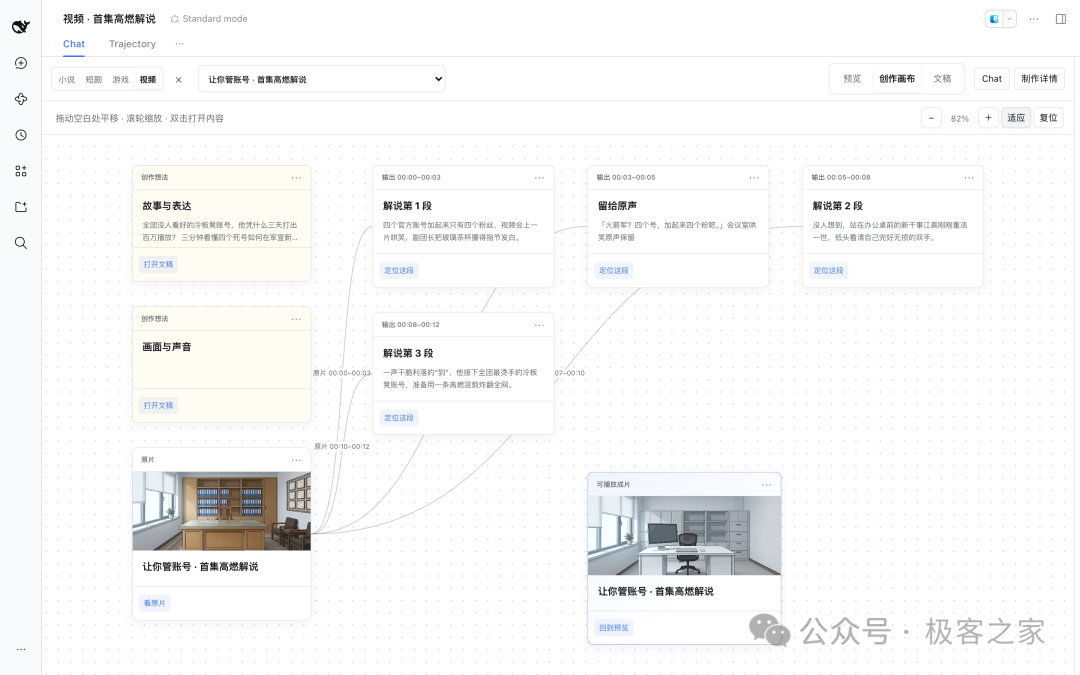 视频 · 首集高燃解说
Standard mode
Chat
Trajectory
小说 短剧 游戏 视频
让你管账号 · 首集高燃解说
预览 创作画布 文稿
Chat
制作详情
拖动空白处平移 · 滚轮缩放 · 双击打开内容
− 82% + 适应 复位
创作想法
故事与表达
全团没人看好的冷板凳账号，他凭什么三天打出
百万播放？ 三分钟看懂四个死号如何在军宣新...
打开文稿
输出 00:00–00:03
解说第 1 段
四个官方账号加起来只有四个粉丝，视频会上一
片哄笑，副团长把玻璃茶杯攥得指节发白。
定位这段
输出 00:03–00:05
留给原声
「火箭军？四个号，加起来四个粉吧。」会议室哄
笑原声保留
定位这段
输出 00:05–00:08
解说第 2 段
没人想到，站在办公桌前的新干事江晨刚刚重活
一世，低头看清自己完好无损的双手。
定位这段
创作想法
画面与声音
打开文稿
输出 00:08–00:12
解说第 3 段
一声干脆利落的“到”，他接下全团最烫手的冷板
凳账号，准备用一条高燃混剪炸翻全网。
定位这段
原片 00:00–00:03
07–00:10
原片 00:10–00:12
原片
让你管账号 · 首集高燃解说
看原片
可播放成片
让你管账号 · 首集高燃解说
回到预览
公众号 · 极客之家